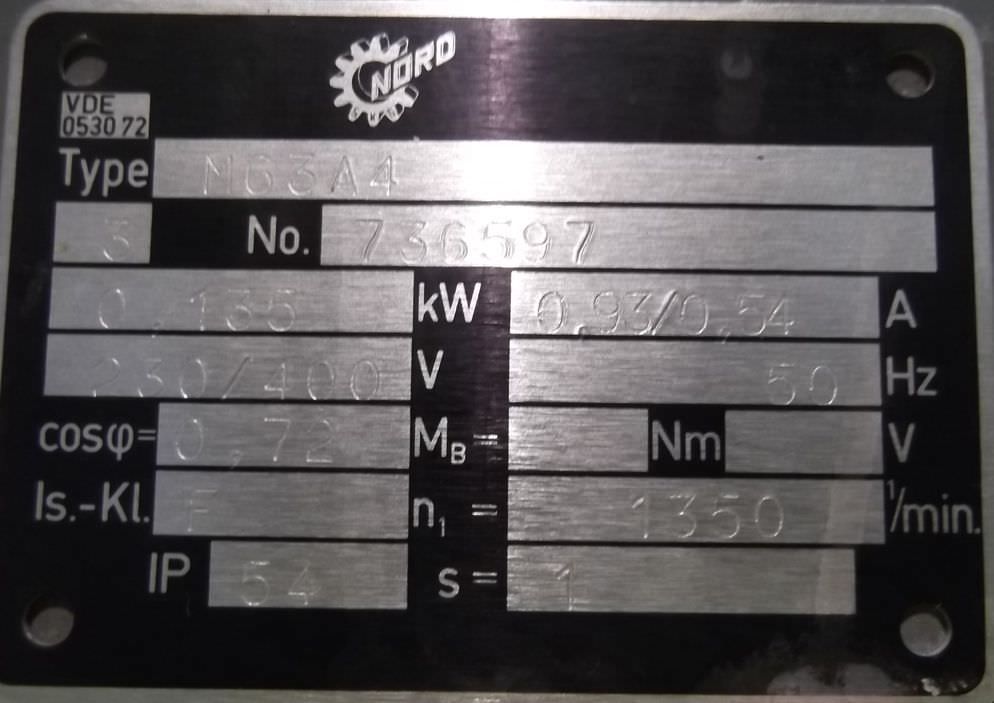 NORD
VDE
0530 72
Type M63A4
3 No. 736597
0,135 kW 0,93/0,54 A
230/400 V 50 Hz
cosφ= 0,72 MB= Nm V
Is.-Kl. F n1 = 1350 1/min.
IP 54 s= 1